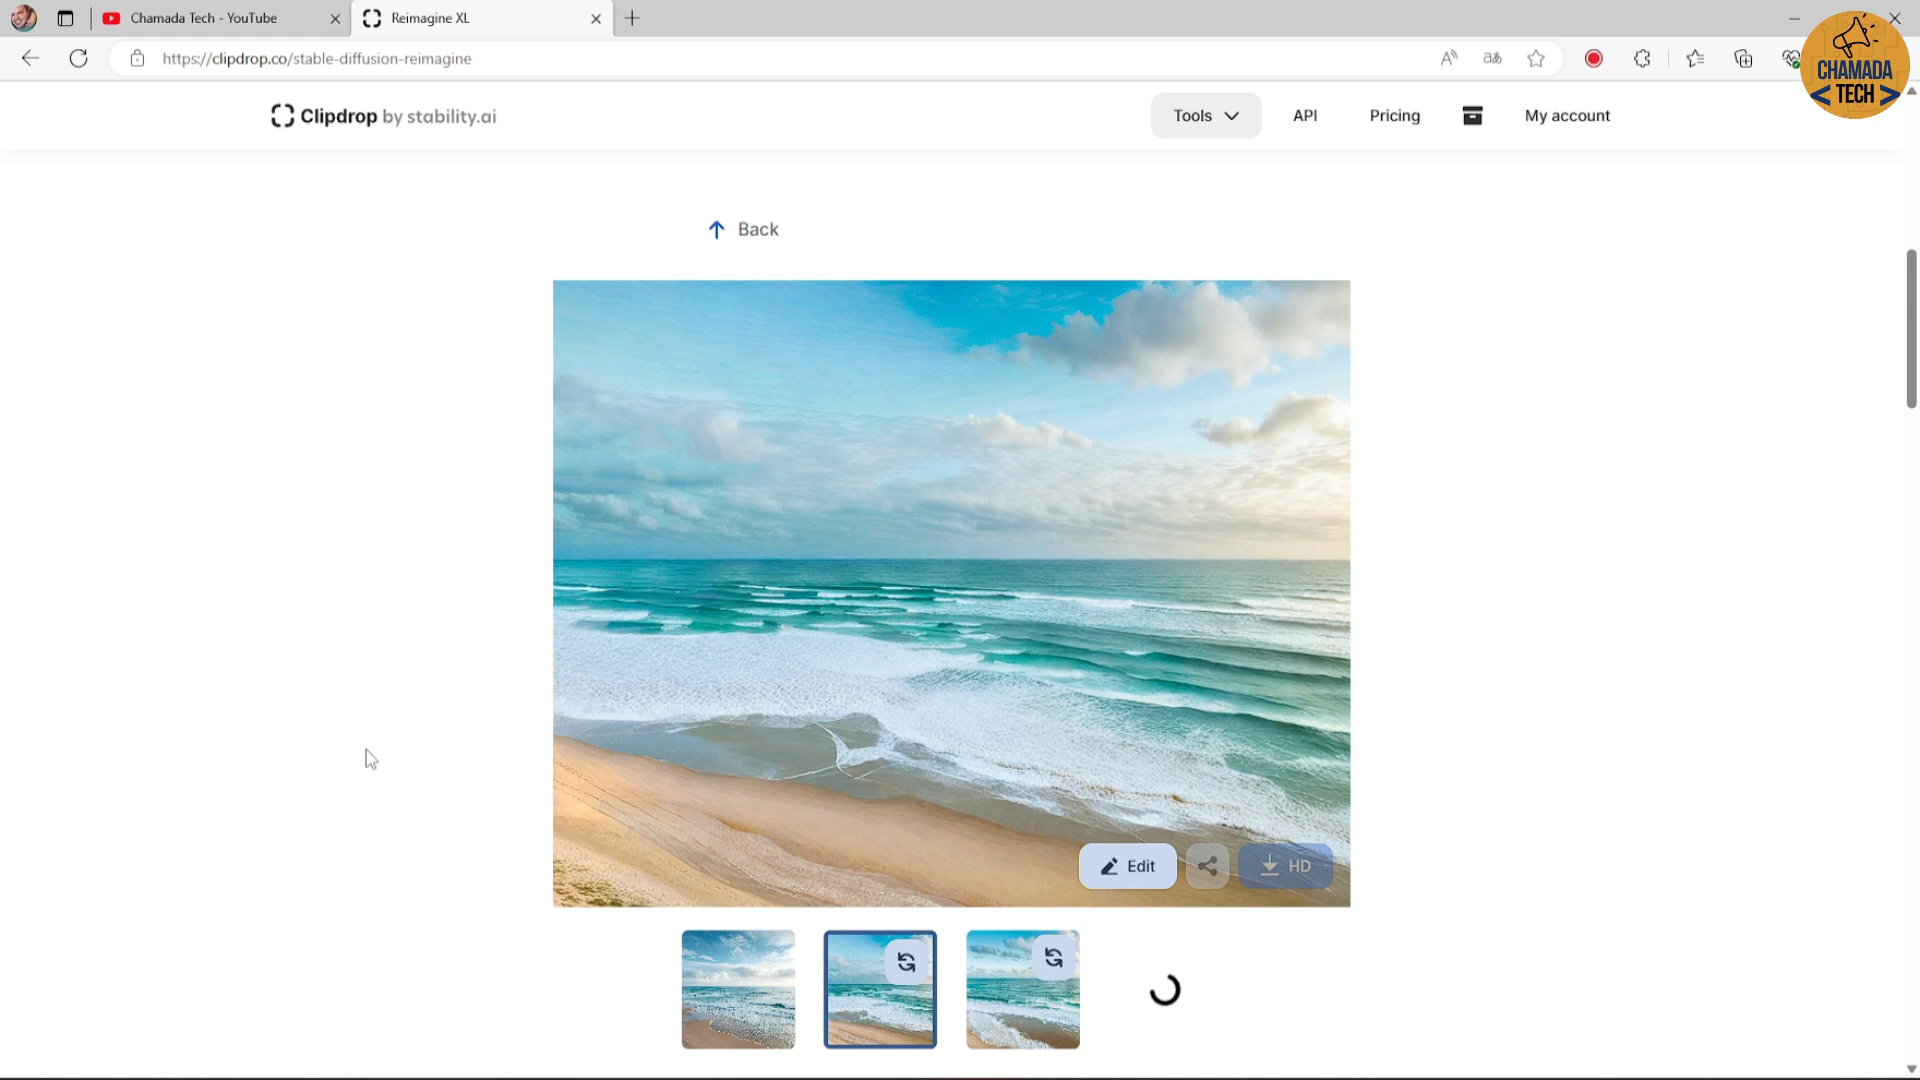 Chamada Tech - YouTube
Reimagine XL
https://clipdrop.co/stable-diffusion-reimagine
CHAMADA
< TECH >
Clipdrop by stability.ai
Tools
API
Pricing
My account
Back
Edit
HD